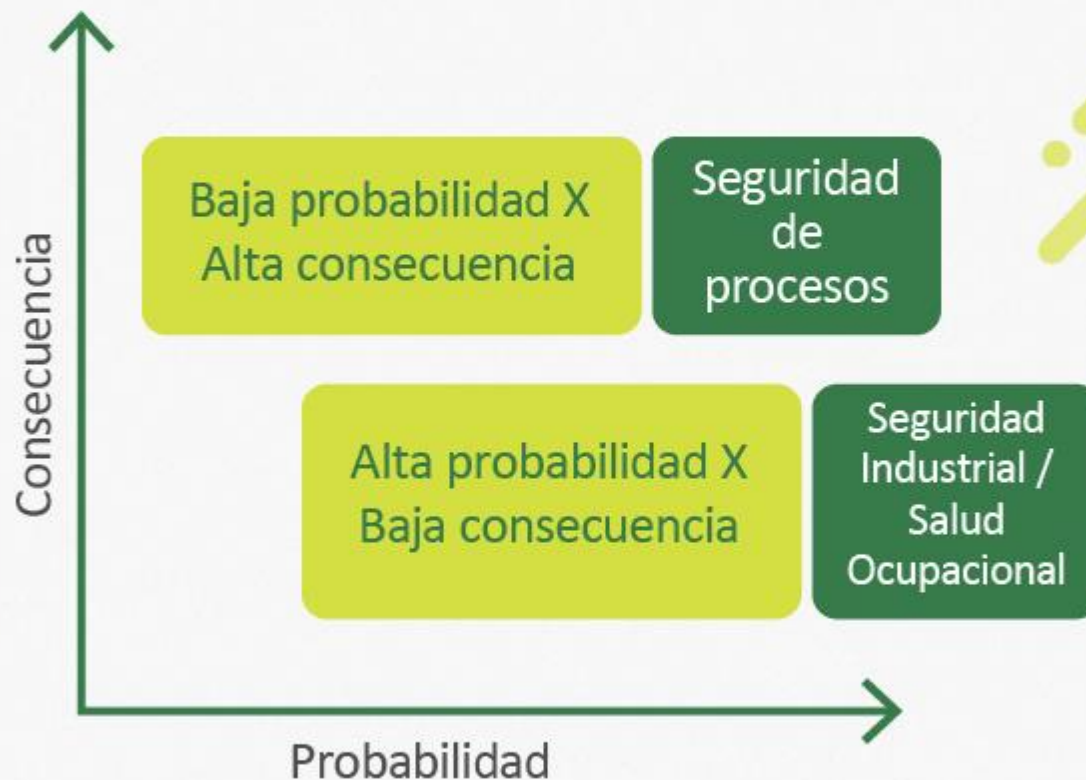 Consecuencia
Baja probabilidad X
Alta consecuencia
Seguridad
de
procesos
Alta probabilidad X
Baja consecuencia
Seguridad
Industrial /
Salud
Ocupacional
Probabilidad